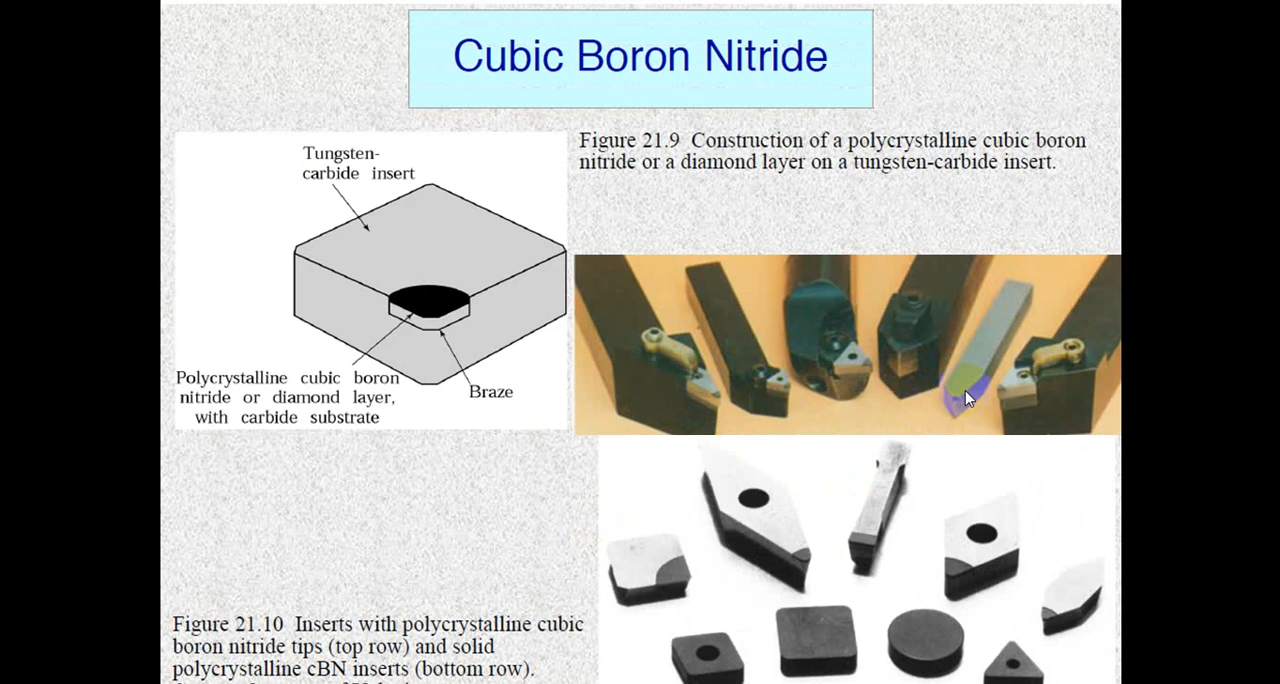 Cubic Boron Nitride
Tungsten-
carbide insert
Figure 21.9 Construction of a polycrystalline cubic boron
nitride or a diamond layer on a tungsten-carbide insert.
Polycrystalline cubic boron
nitride or diamond layer,
with carbide substrate
Braze
Figure 21.10 Inserts with polycrystalline cubic
boron nitride tips (top row) and solid
polycrystalline cBN inserts (bottom row).